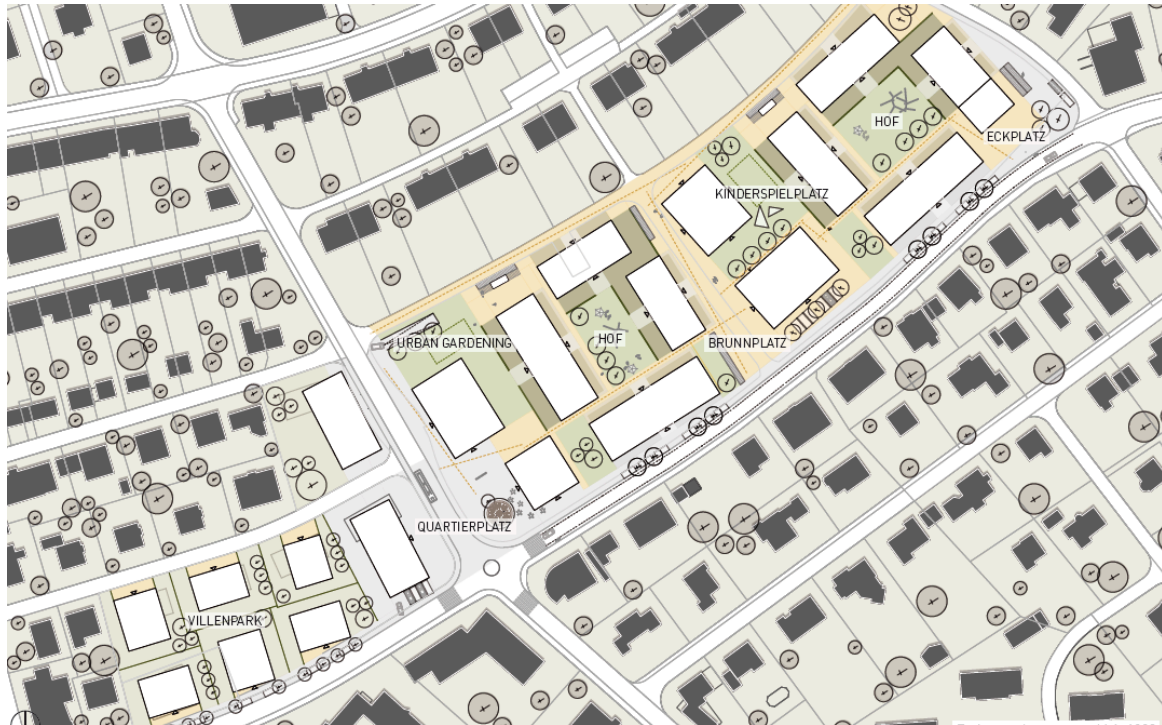 HOF
ECKPLATZ
KINDERSPIELPLATZ
URBAN GARDENING
HOF
BRUNNPLATZ
QUARTIERPLATZ
VILLENPARK